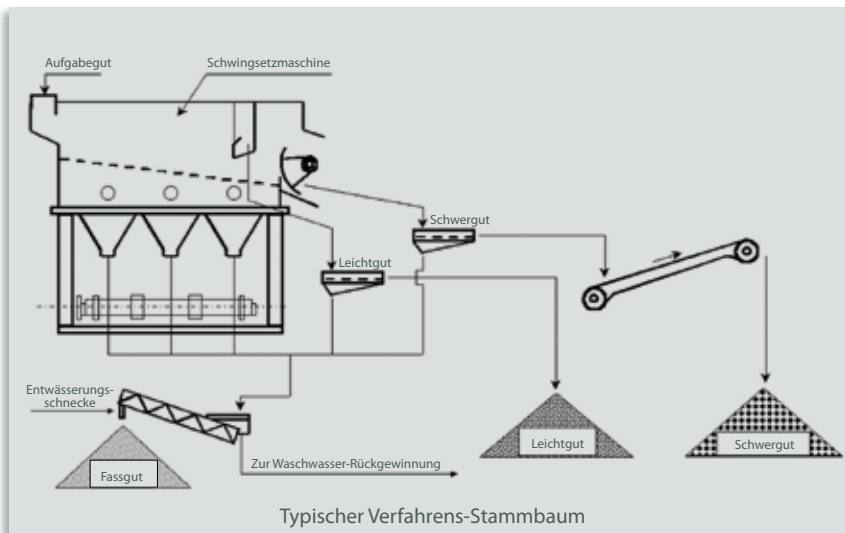 Aufgabegut
Schwingsetzmaschine
Schwergut
Leichtgut
Entwässerungs-
schnecke
Fassgut
Zur Waschwasser-Rückgewinnung
Leichtgut
Schwergut
Typischer Verfahrens-Stammbaum